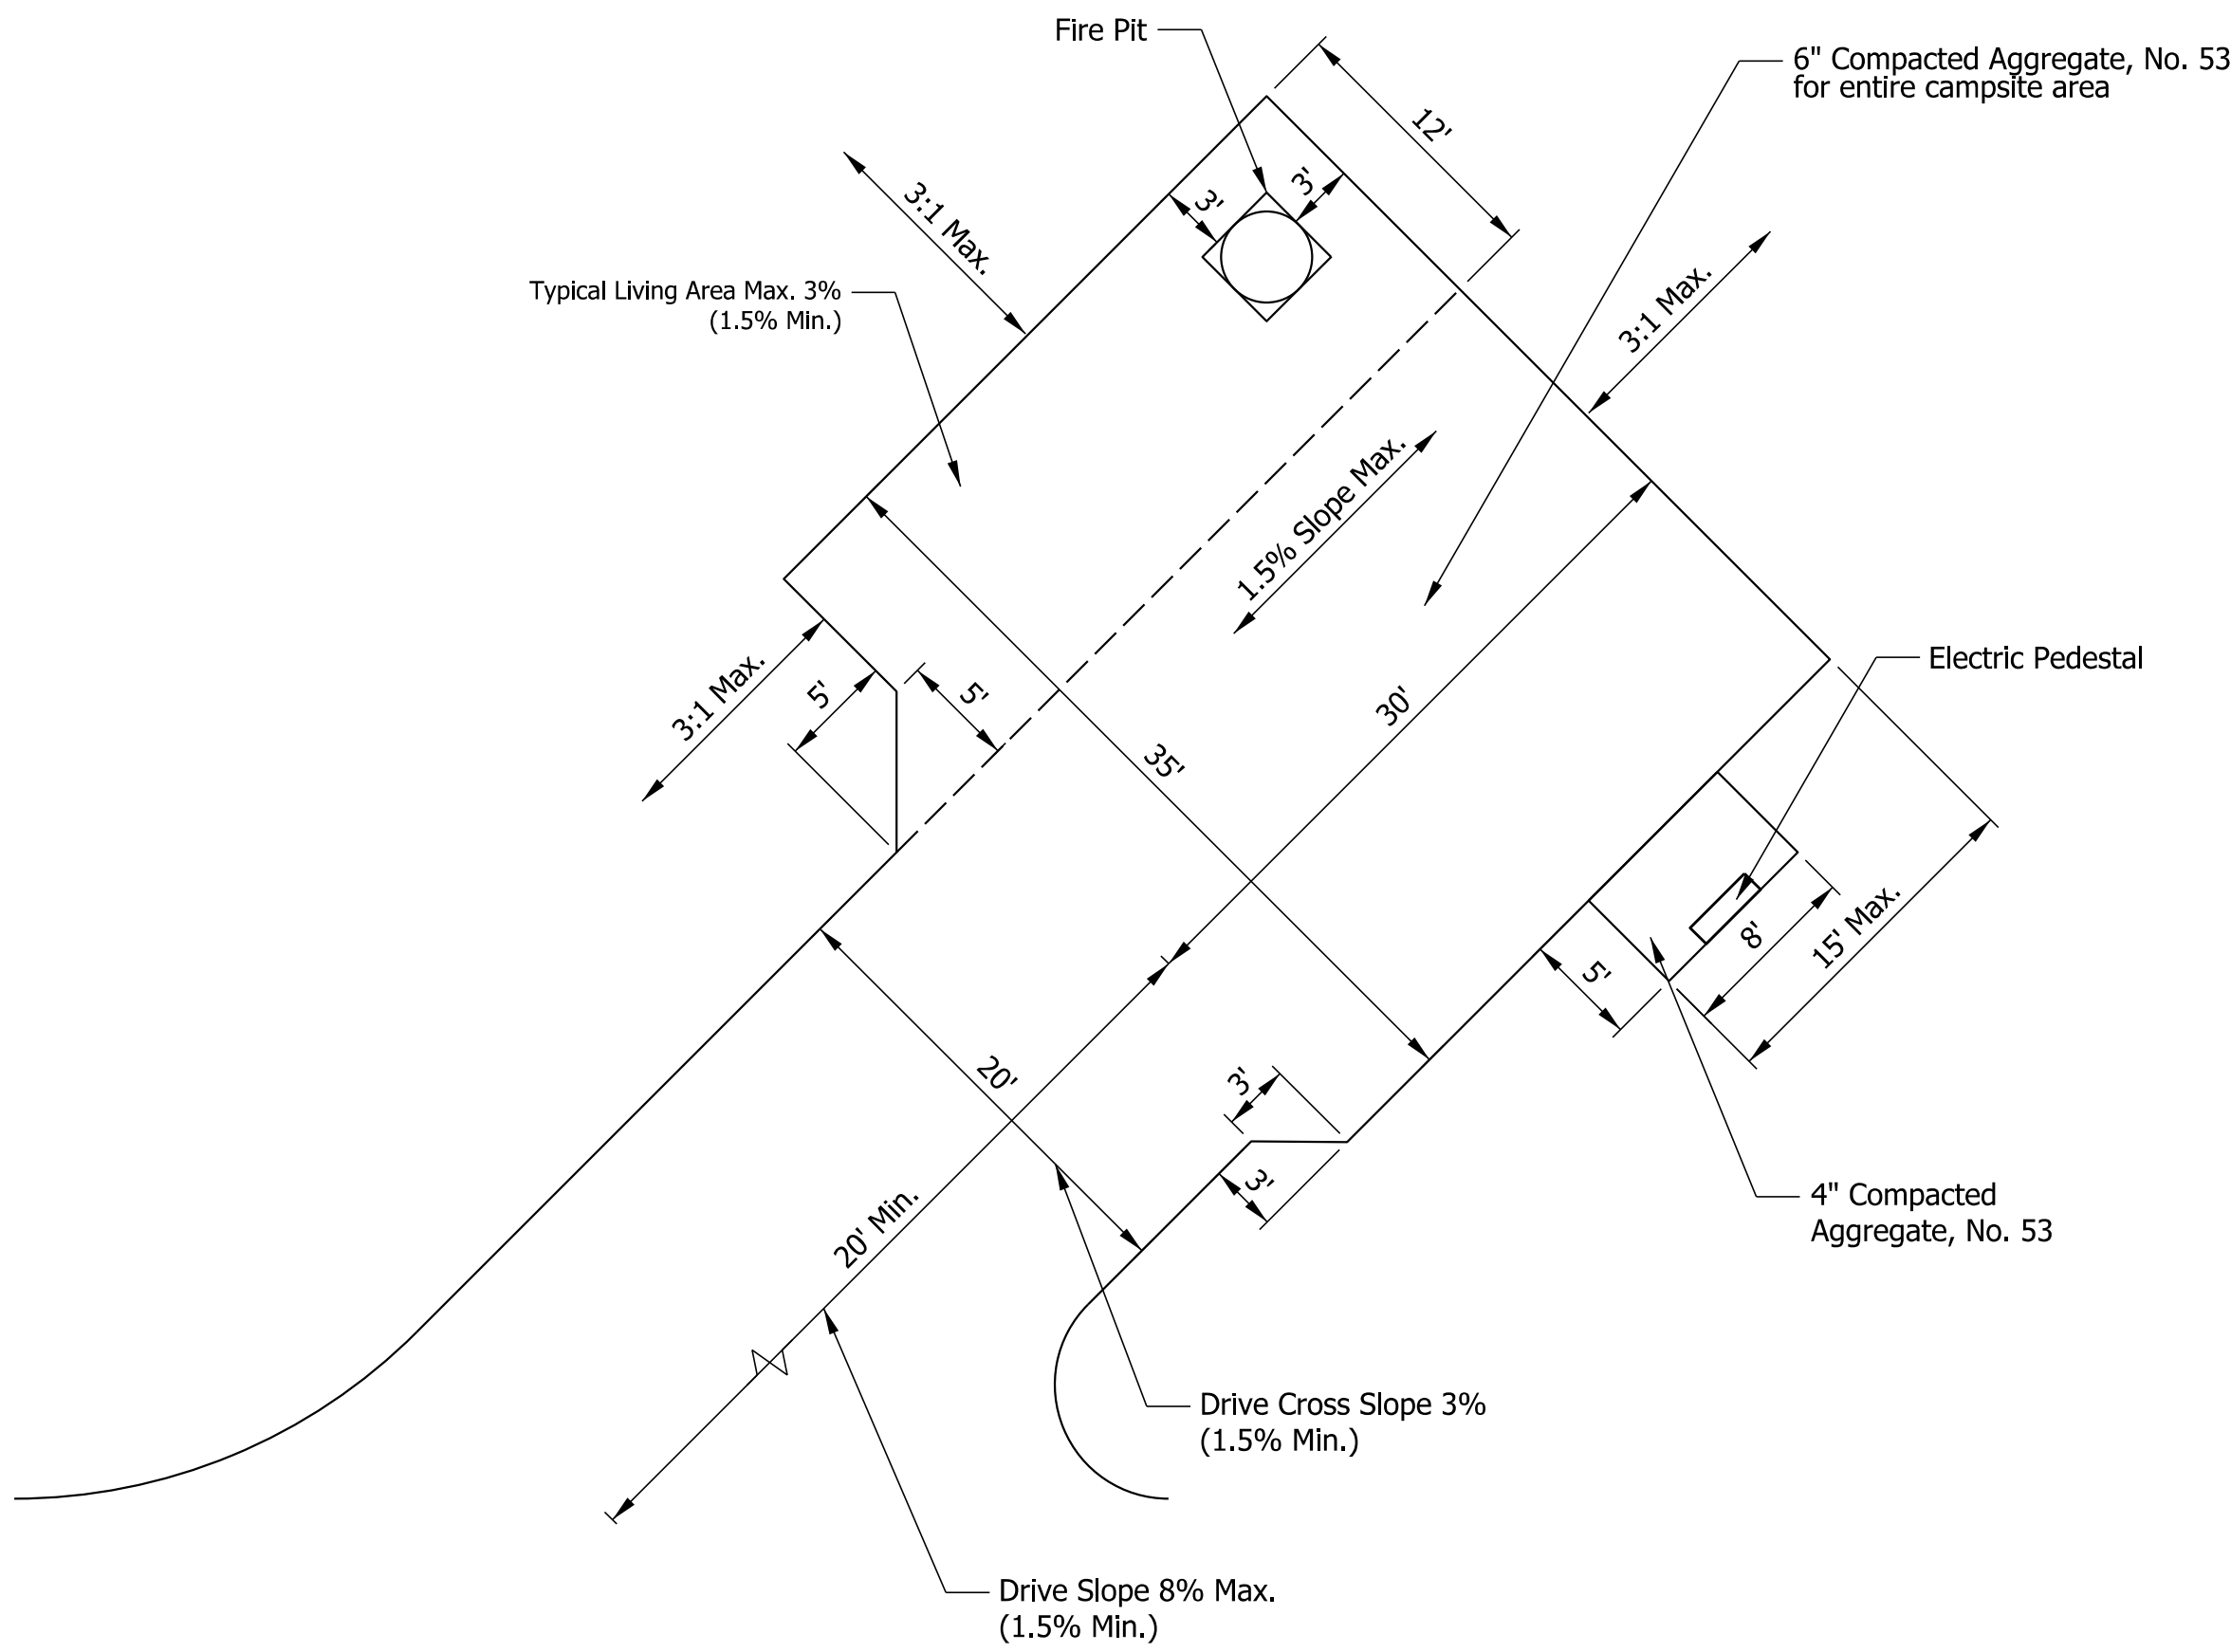 Fire Pit
6" Compacted Aggregate, No. 53
for entire campsite area
12'
3'
3'
3:1 Max.
Typical Living Area Max. 3%
(1.5% Min.)
3:1 Max.
1.5% Slope Max.
Electric Pedestal
3:1 Max.
5'
5'
30'
35'
15' Max.
8'
5'
20'
3'
3'
20' Min.
4" Compacted
Aggregate, No. 53
Drive Cross Slope 3%
(1.5% Min.)
Drive Slope 8% Max.
(1.5% Min.)